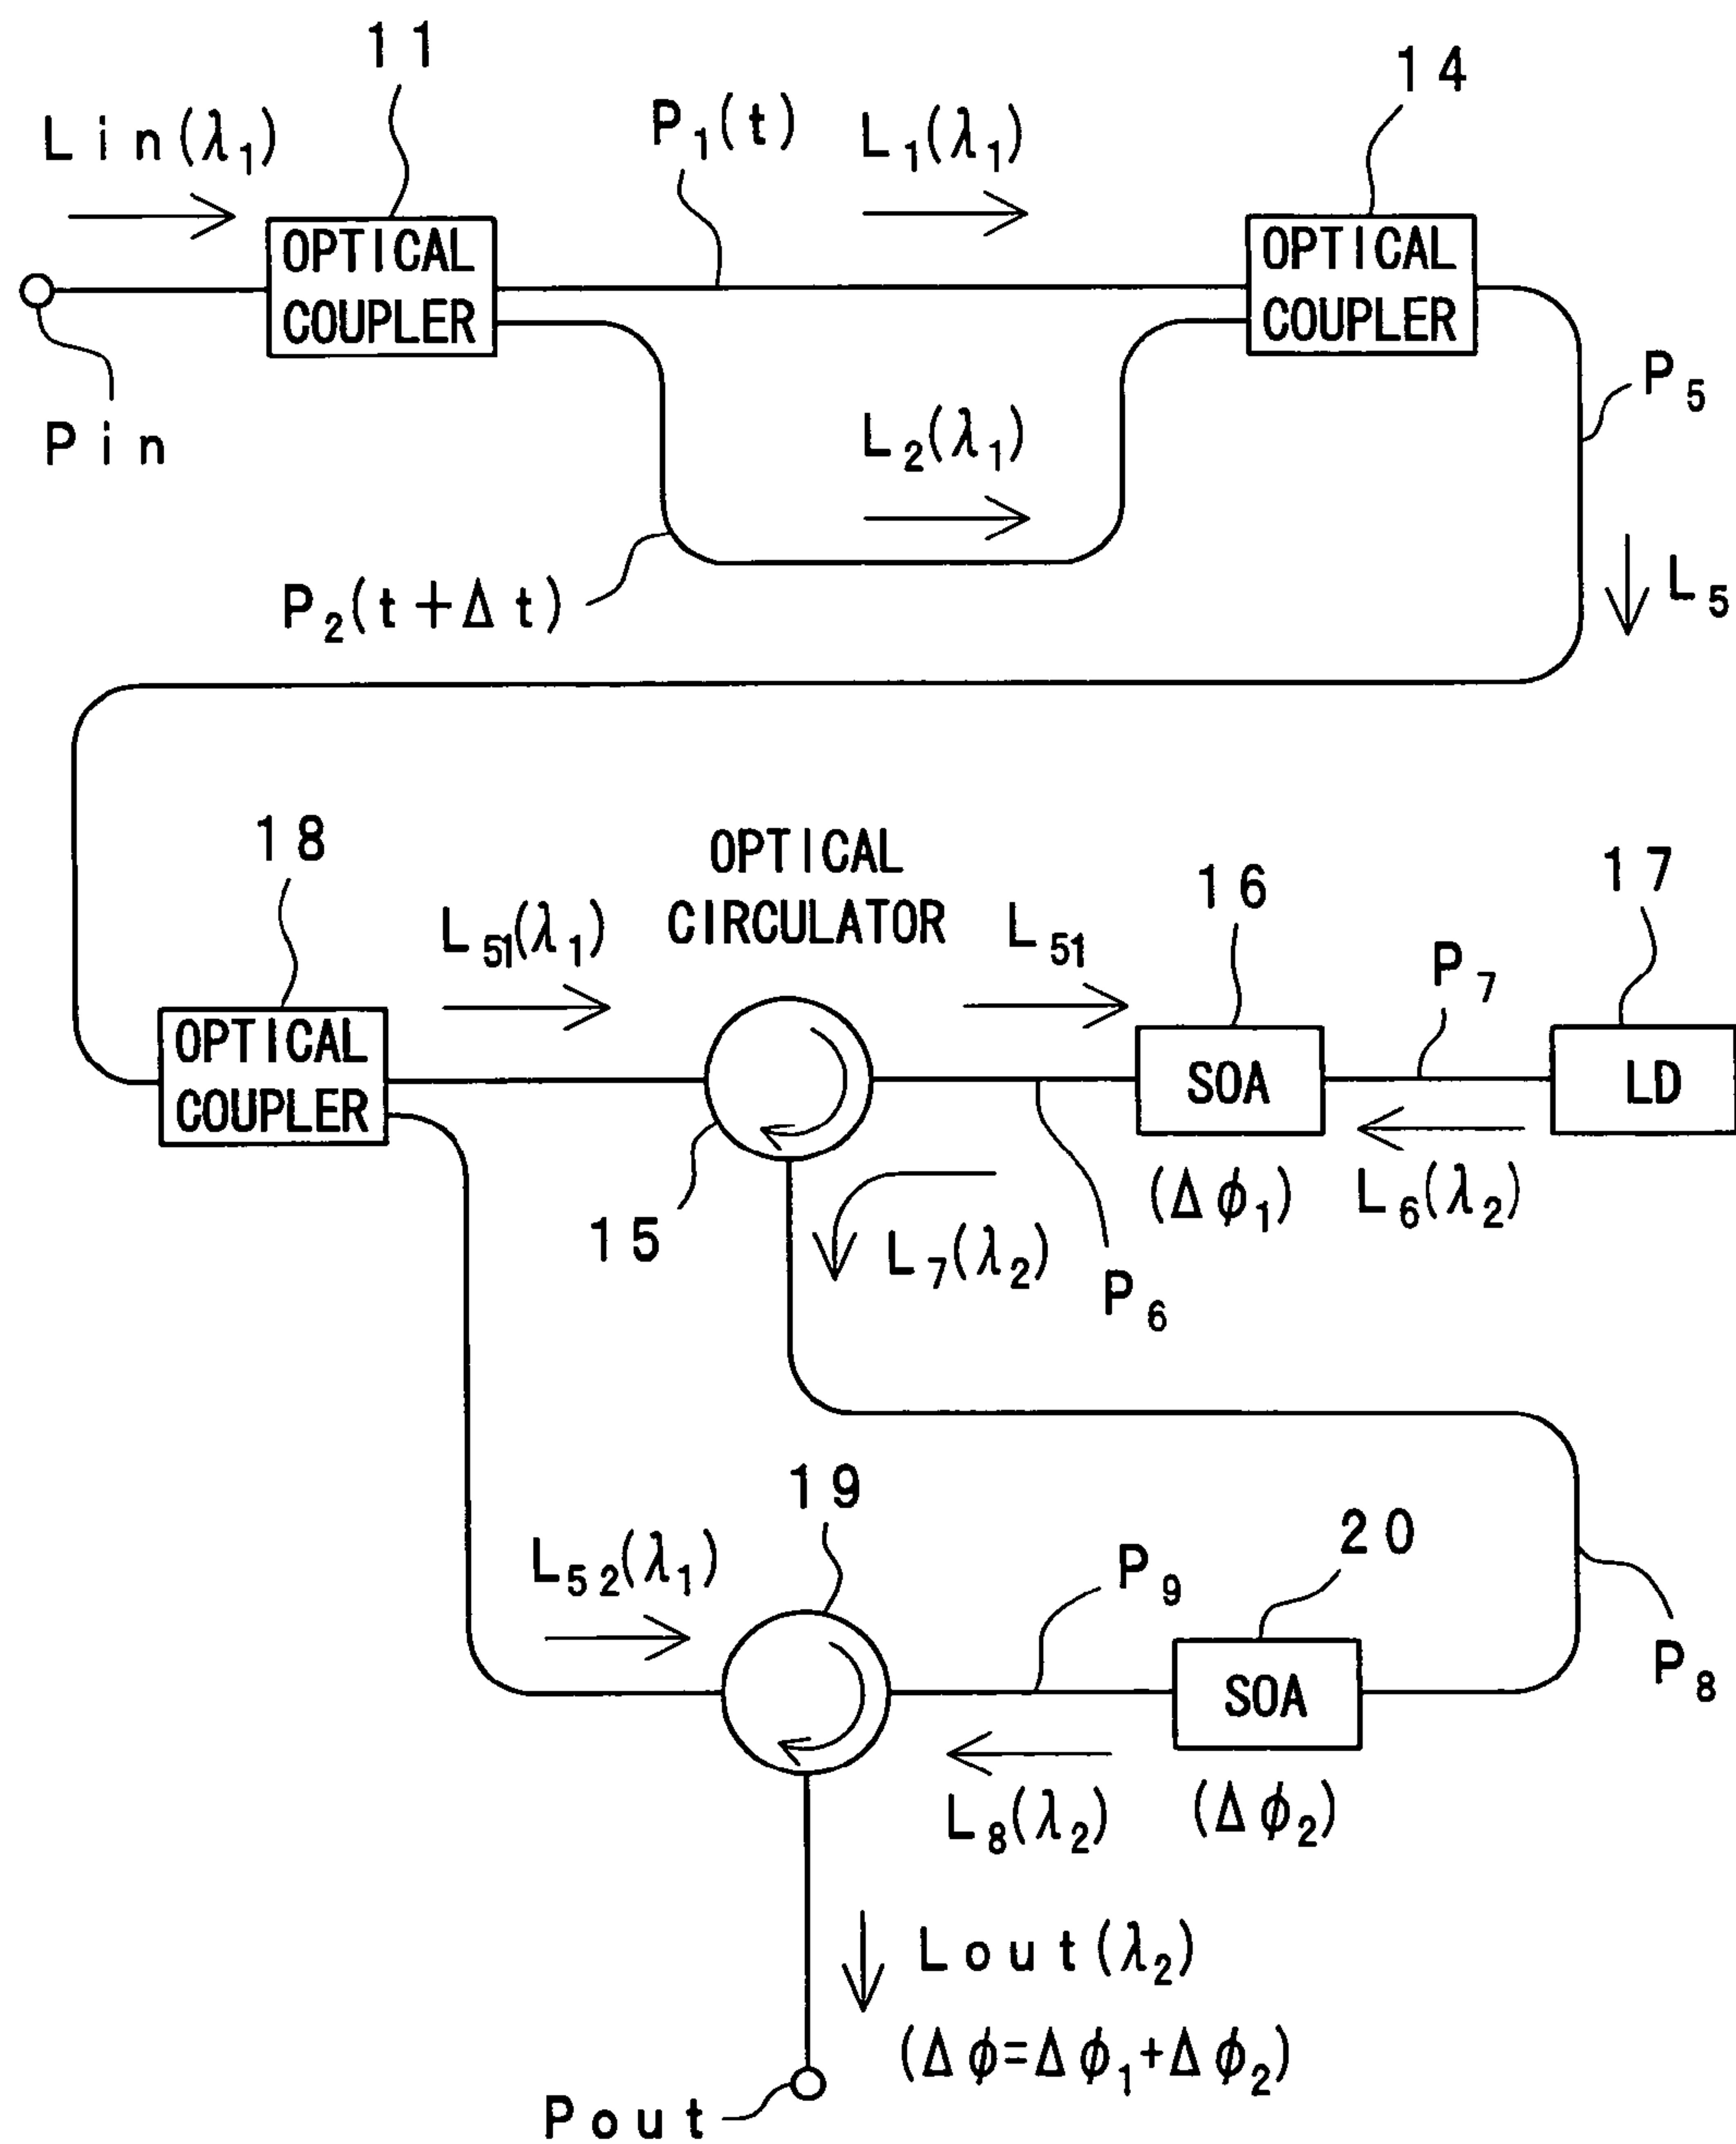 11
14
Lin(λ₁)
P₁(t)
L₁(λ₁)
OPTICAL
COUPLER
OPTICAL
COUPLER
Pin
P₅
L₂(λ₁)
P₂(t+Δt)
L₅
18
OPTICAL
CIRCULATOR
16
17
L₅₁(λ₁)
L₅₁
P₇
OPTICAL
COUPLER
SOA
LD
15
(Δϕ₁)
L₆(λ₂)
L₇(λ₂)
P₆
19
20
L₅₂(λ₁)
P₉
SOA
P₈
L₈(λ₂)
(Δϕ₂)
Lout(λ₂)
(Δϕ=Δϕ₁+Δϕ₂)
Pout